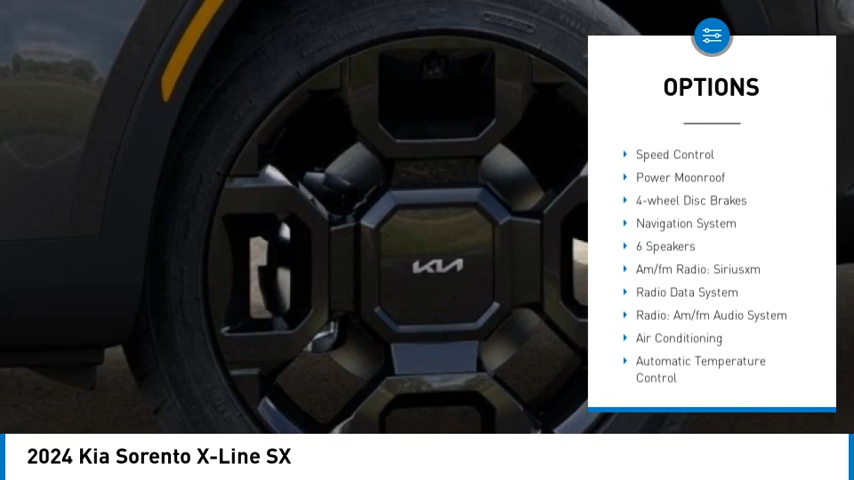 OPTIONS
Speed Control
Power Moonroof
4-wheel Disc Brakes
Navigation System
6 Speakers
Am/fm Radio: Siriusxm
Radio Data System
Radio: Am/fm Audio System
Air Conditioning
Automatic Temperature
Control
KIA
2024 Kia Sorento X-Line SX